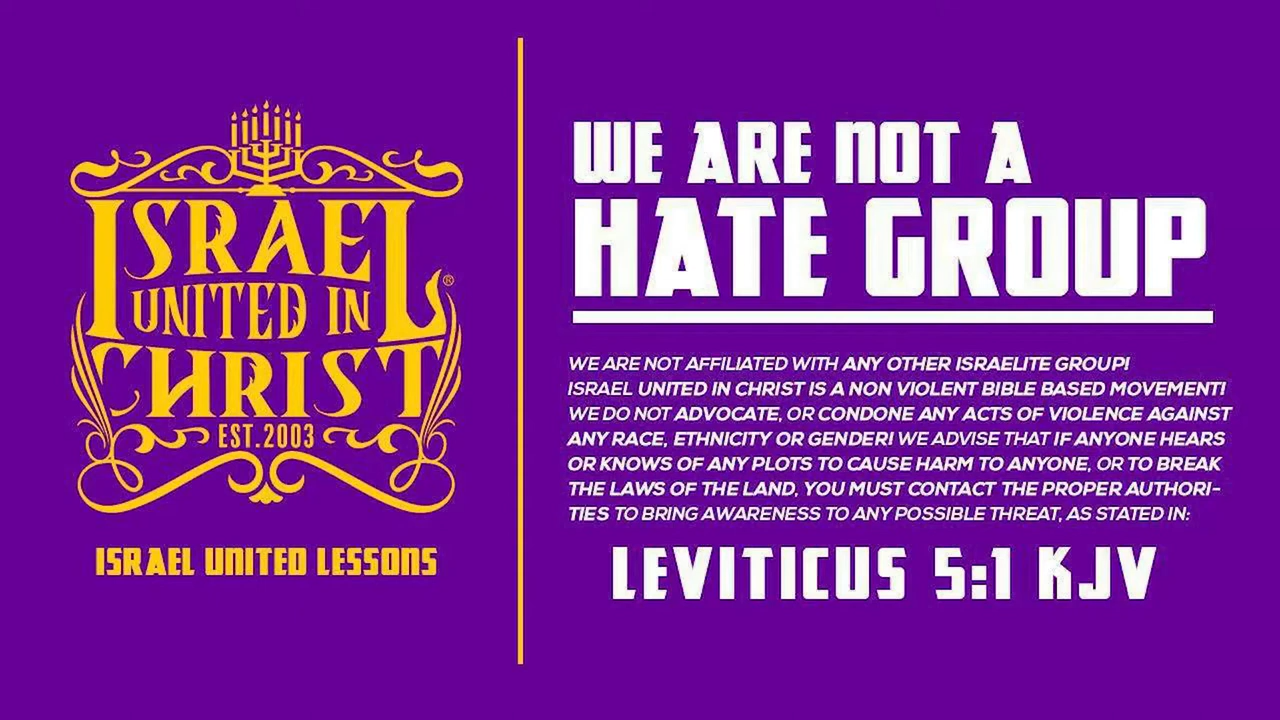 ISRAEL
UNITED IN
CHRIST
®
EST.2003
ISRAEL UNITED LESSONS
WE ARE NOT A
HATE GROUP
WE ARE NOT AFFILIATED WITH ANY OTHER ISRAELITE GROUP!
ISRAEL UNITED IN CHRIST IS A NON VIOLENT BIBLE BASED MOVEMENT!
WE DO NOT ADVOCATE, OR CONDONE ANY ACTS OF VIOLENCE AGAINST
ANY RACE, ETHNICITY OR GENDER! WE ADVISE THAT IF ANYONE HEARS
OR KNOWS OF ANY PLOTS TO CAUSE HARM TO ANYONE, OR TO BREAK
THE LAWS OF THE LAND, YOU MUST CONTACT THE PROPER AUTHORI-
TIES TO BRING AWARENESS TO ANY POSSIBLE THREAT, AS STATED IN:
LEVITICUS 5:1 KJV